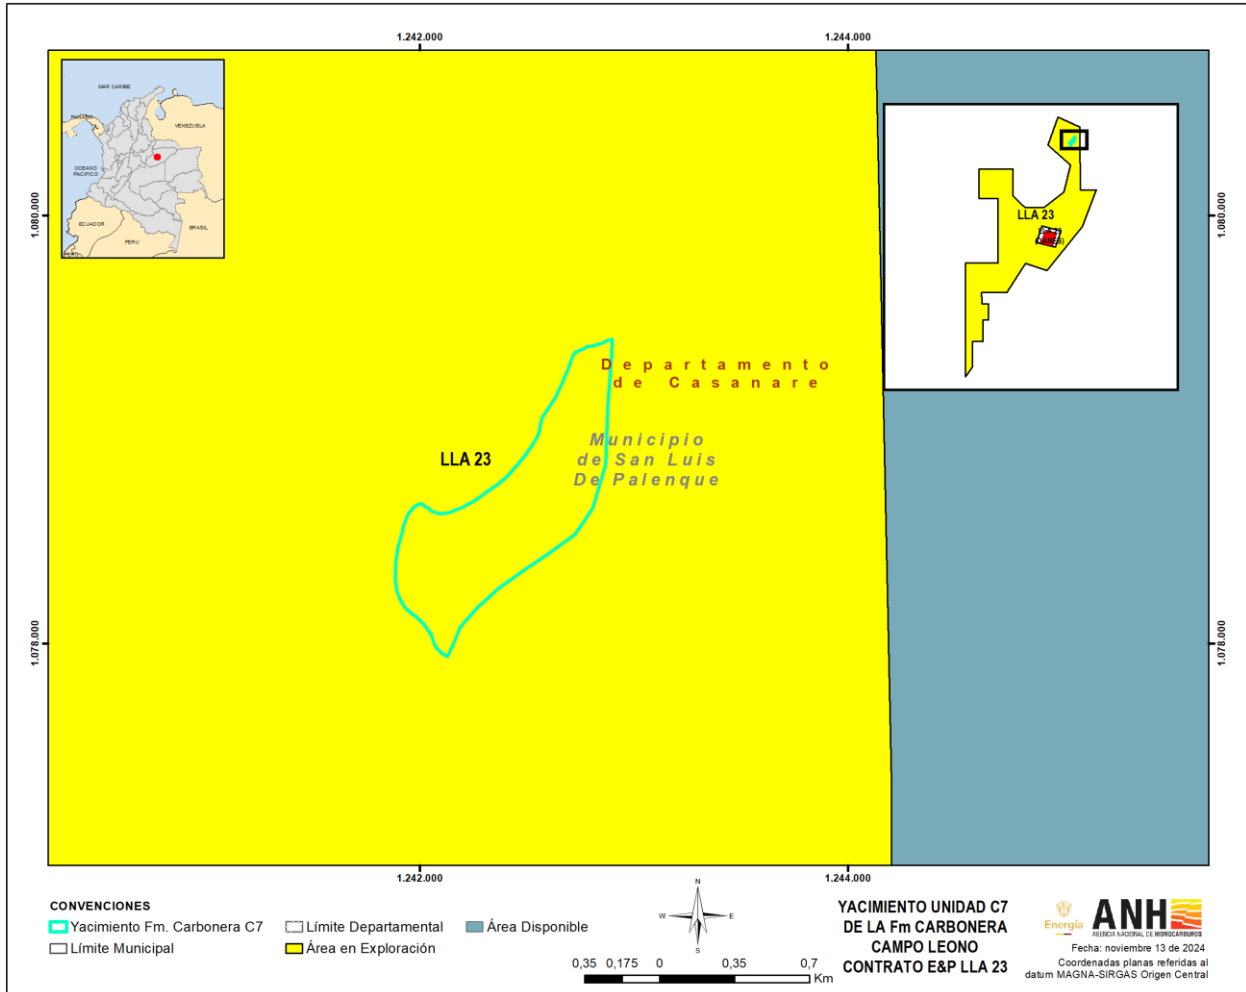 1.242.000
1.244.000
MAR CARIBE
PANAMA
VENEZUELA
OCEANO
PACIFICO
ECUADOR
PERU
BRASIL
1.080.000
1.080.000
LLA 23
Departamento
de Casanare
Municipio
de San Luis
De Palenque
LLA 23
1.078.000
1.078.000
1.242.000
1.244.000
CONVENCIONES
Yacimiento Fm. Carbonera C7
Límite Departamental
Área Disponible
Límite Municipal
Área en Exploración
N
W
E
S
0,35 0,175 0 0,35 0,7
Km
YACIMIENTO UNIDAD C7
DE LA Fm CARBONERA
CAMPO LEONO
CONTRATO E&P LLA 23
Energía
ANH
AGENCIA NACIONAL DE HIDROCARBUROS
Fecha: noviembre 13 de 2024
Coordenadas planas referidas al
datum MAGNA-SIRGAS Origen Central